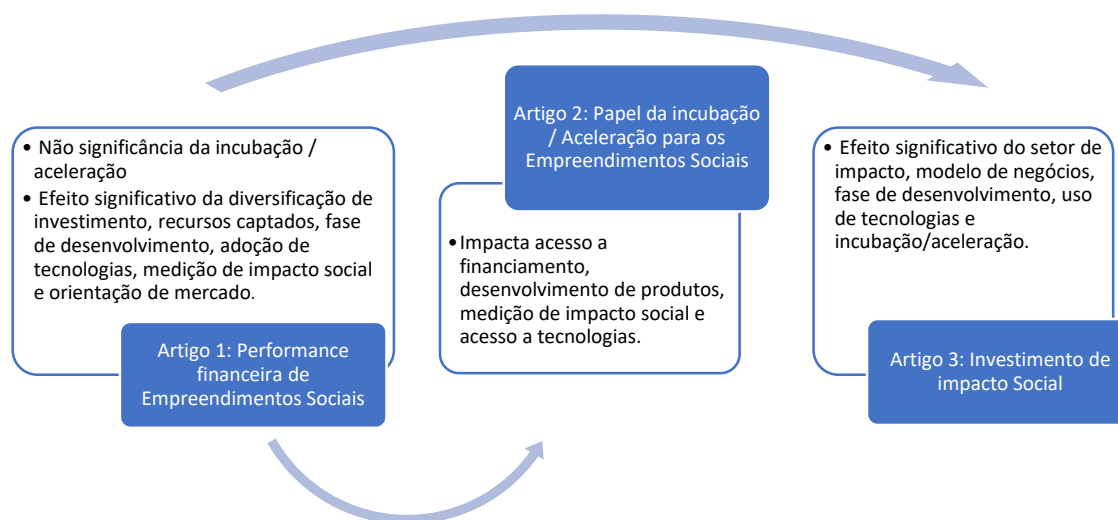 • Não significância da incubação /
aceleração
• Efeito significativo da diversificação de
investimento, recursos captados, fase
de desenvolvimento, adoção de
tecnologias, medição de impacto social
e orientação de mercado.
Artigo 1: Performance
financeira de
Empreendimentos Sociais
Artigo 2: Papel da incubação
/ Aceleração para os
Empreendimentos Sociais
• Impacta acesso a
financiamento,
desenvolvimento de produtos,
medição de impacto social e
acesso a tecnologias.
• Efeito significativo do setor de
impacto, modelo de negócios,
fase de desenvolvimento, uso
de tecnologias e
incubação/aceleração.
Artigo 3: Investimento de
impacto Social